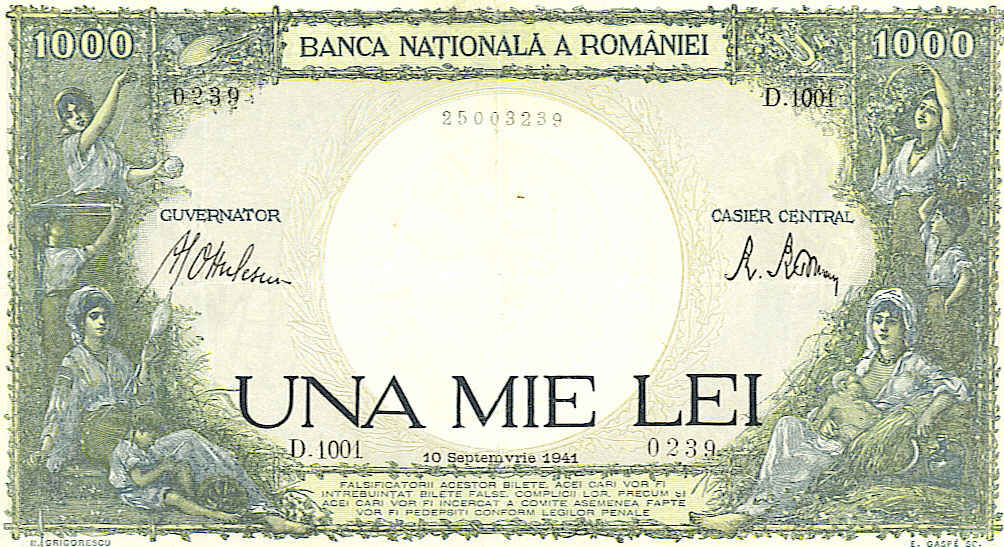 1000
BANCA NAȚIONALĂ A ROMÂNIEI
1000
0239
D.1001
25003239
GUVERNATOR
CASIER CENTRAL
UNA MIE LEI
D.1001
10 Septemvrie 1941
0239
FALSIFICATORII ACESTOR BILETE, ACEI CARI VOR FI
INTREBUINȚAT BILETE FALSE, COMPLICII LOR, PRECUM ȘI
ACEI CARI VOR FI INCERCAT A COMITE ASEMENEA FAPTE
VOR FI PEDEPSIȚI CONFORM LEGILOR PENALE
N. GRIGORESCU
E. GASPÉ SC.